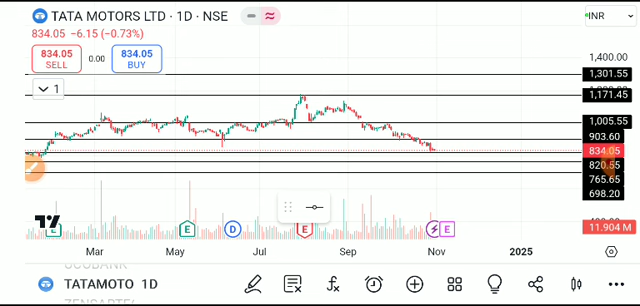 TATA MOTORS LTD · 1D · NSE
INR
834.05 −6.15 (−0.73%)
834.05
SELL
0.00
834.05
BUY
1
1,400.00
1,301.55
1,171.45
1,005.55
903.60
834.05
820.55
765.65
698.20
11.904 M
TV
E
E
D
E
E
Mar
May
Jul
Sep
Nov
2025
UCOBANK
TATAMOTO 1D